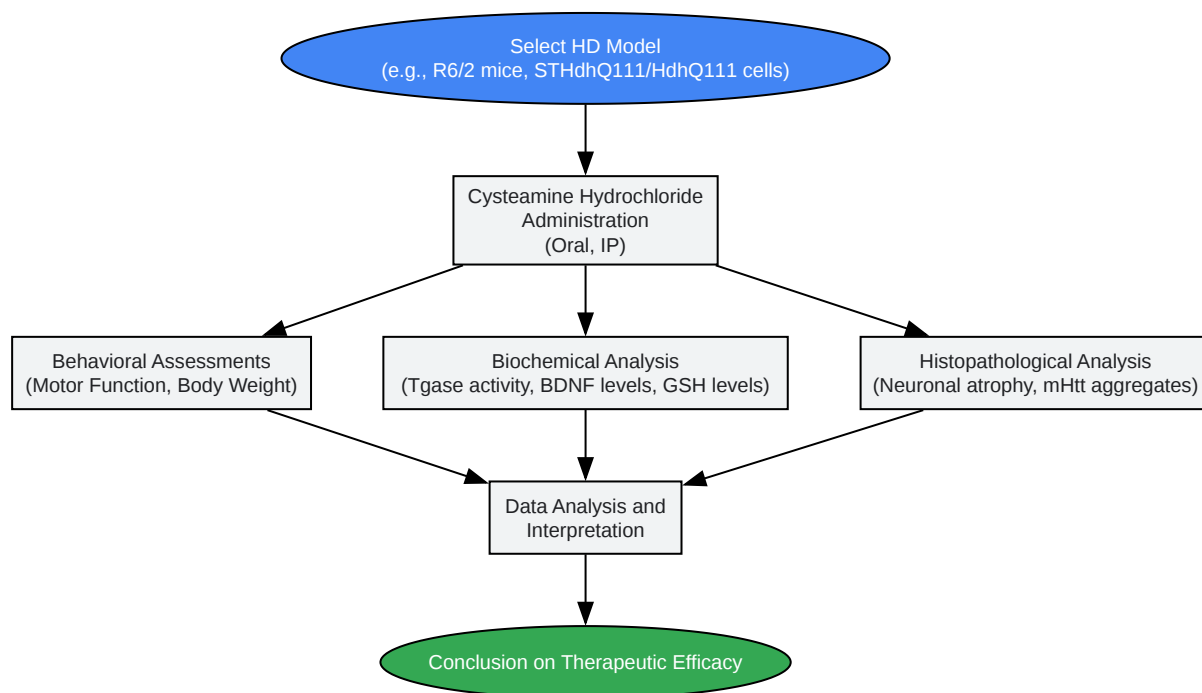 Select HD Model
(e.g., R6/2 mice, STHdhQ111/HdhQ111 cells)
Cysteamine Hydrochloride
Administration
(Oral, IP)
Behavioral Assessments
(Motor Function, Body Weight)
Biochemical Analysis
(Tgase activity, BDNF levels, GSH levels)
Histopathological Analysis
(Neuronal atrophy, mHtt aggregates)
Data Analysis and
Interpretation
Conclusion on Therapeutic Efficacy